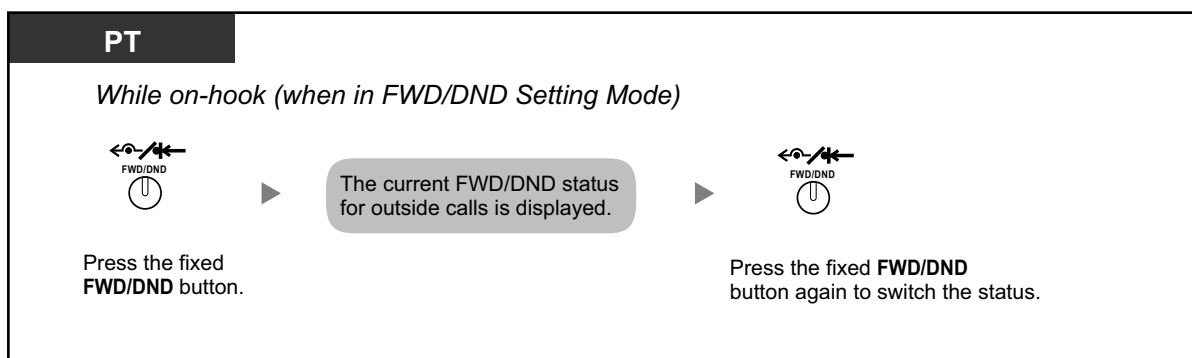 PT
While on-hook (when in FWD/DND Setting Mode)
FWD/DND
FWD/DND
The current FWD/DND status
for outside calls is displayed.
Press the fixed
FWD/DND button.
Press the fixed FWD/DND
button again to switch the status.